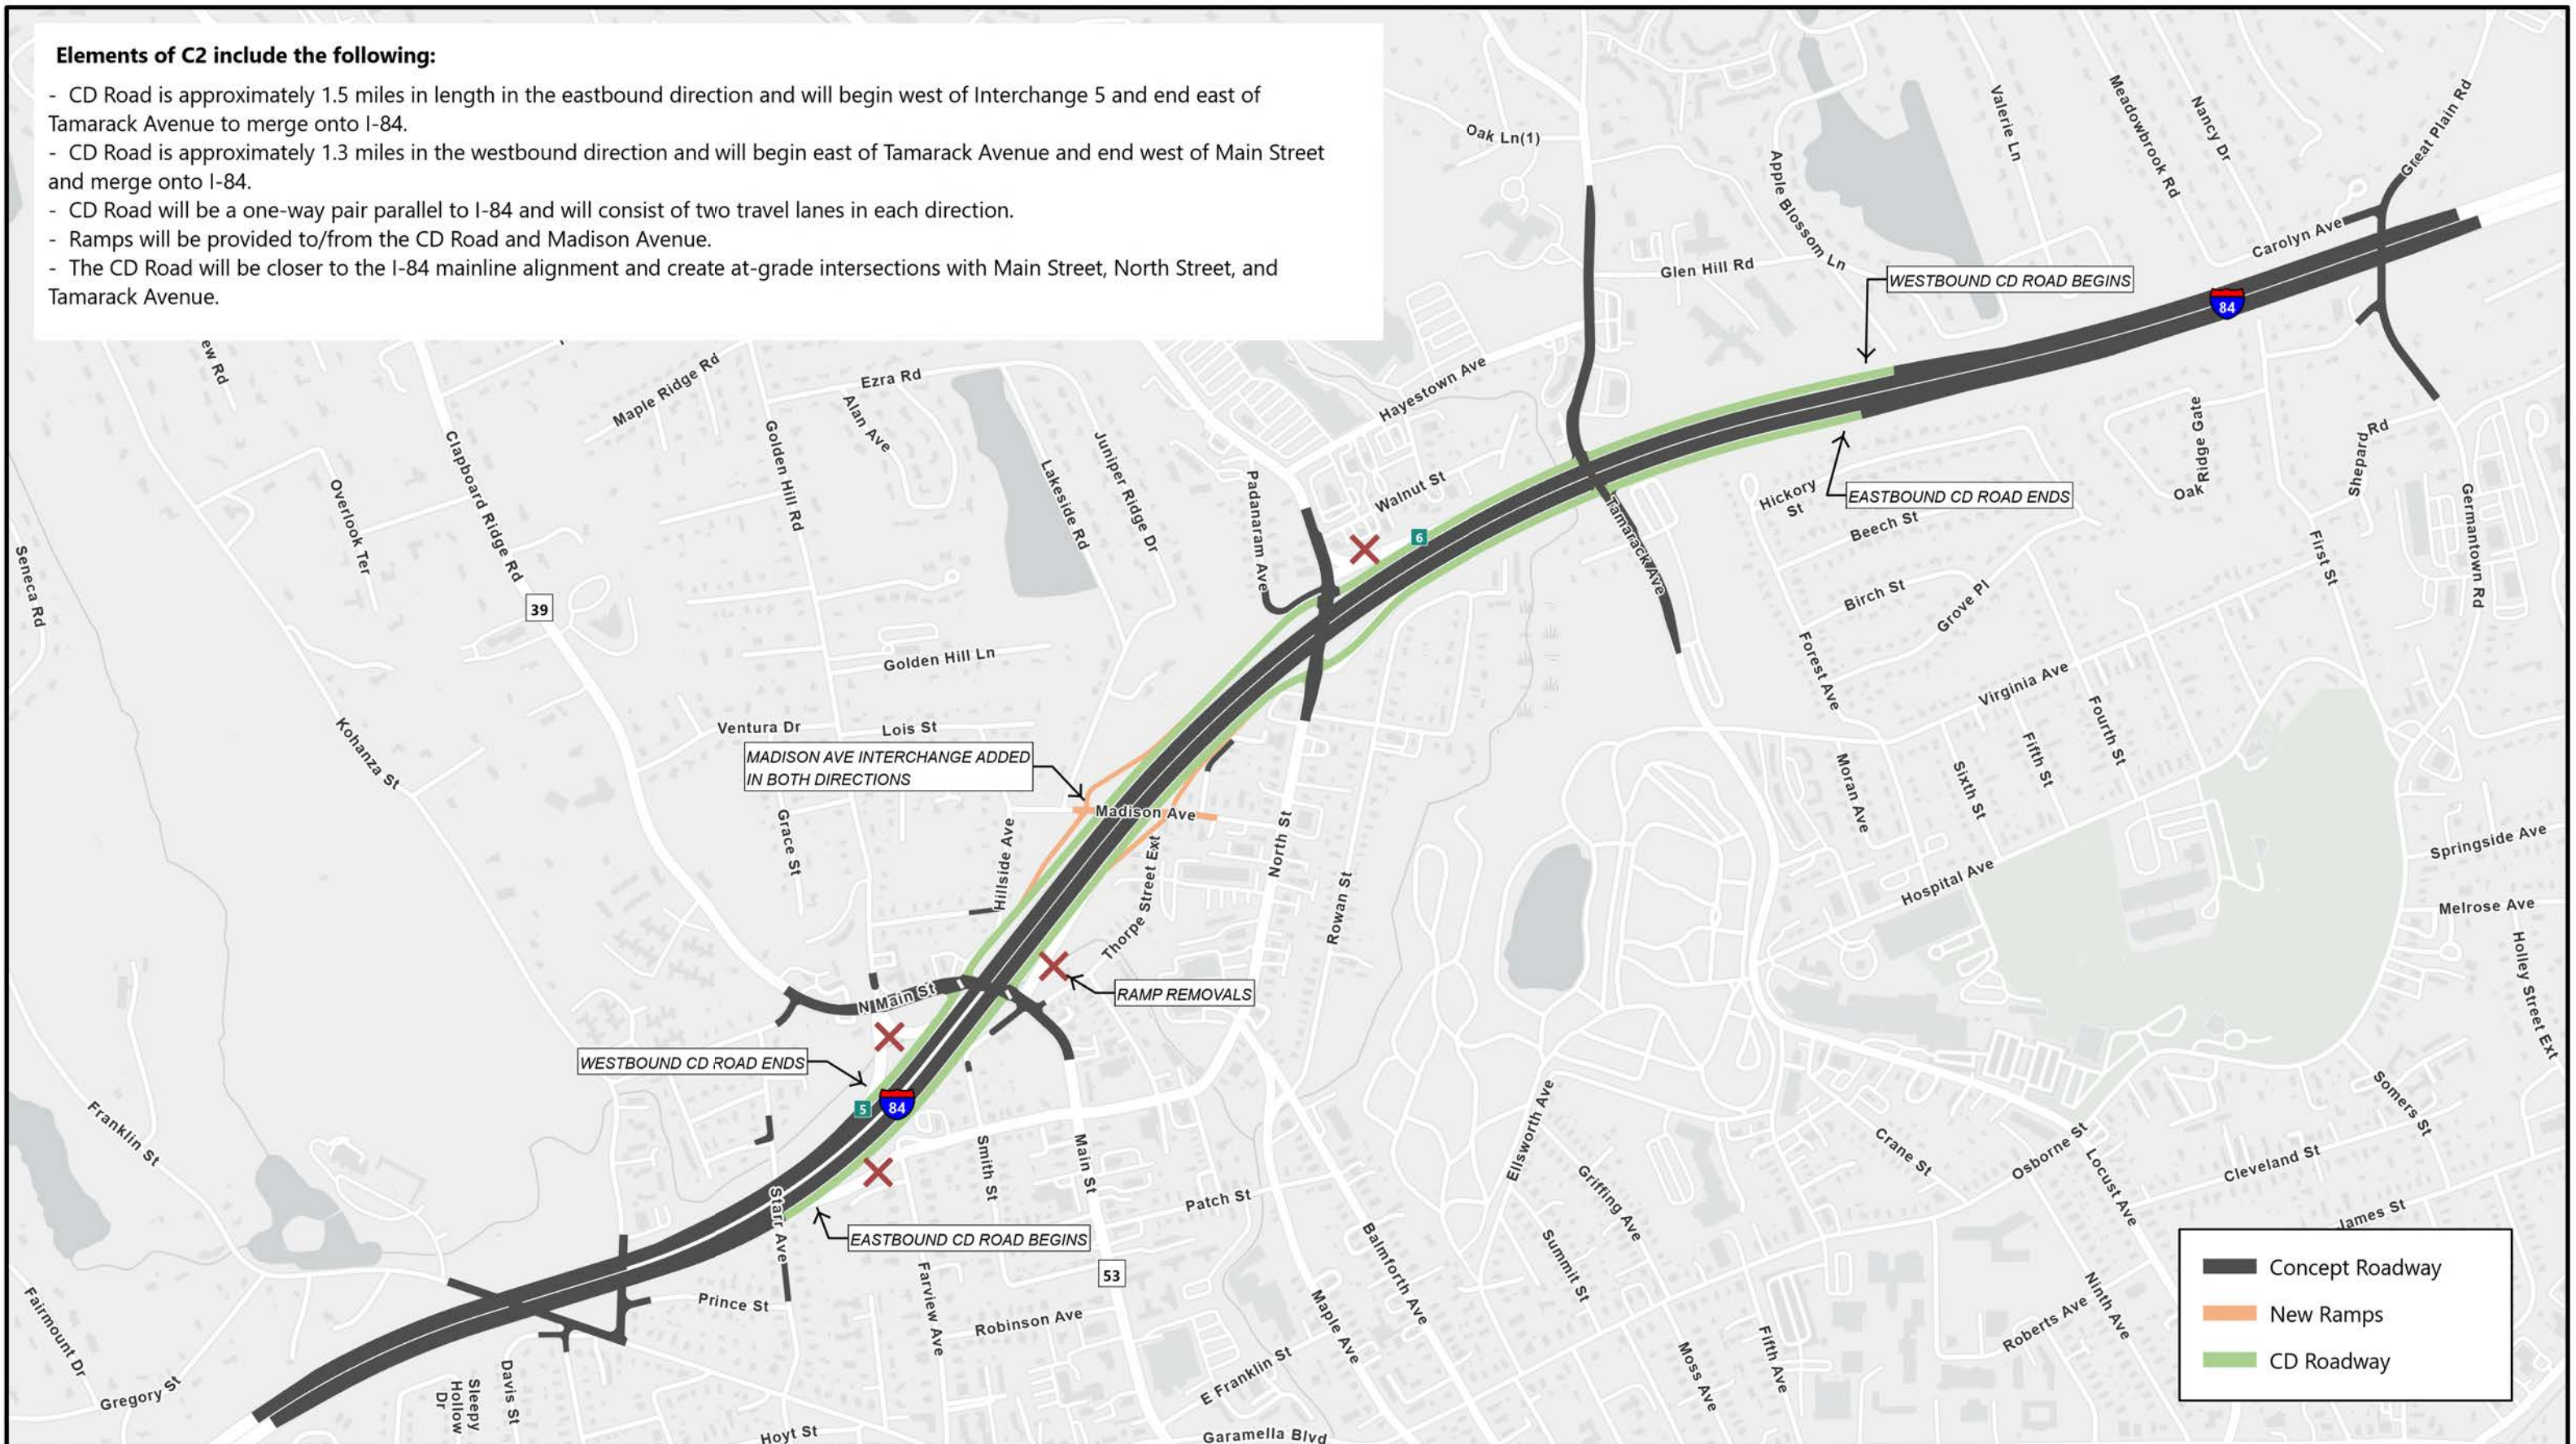 Elements of C2 include the following:
- CD Road is approximately 1.5 miles in length in the eastbound direction and will begin west of Interchange 5 and end east of
Tamarack Avenue to merge onto I-84.
- CD Road is approximately 1.3 miles in the westbound direction and will begin east of Tamarack Avenue and end west of Main Street
and merge onto I-84.
- CD Road will be a one-way pair parallel to I-84 and will consist of two travel lanes in each direction.
- Ramps will be provided to/from the CD Road and Madison Avenue.
- The CD Road will be closer to the I-84 mainline alignment and create at-grade intersections with Main Street, North Street, and
Tamarack Avenue.
Oak Ln(1)
Valerie Ln
Meadowbrook Rd
Nancy Dr
Great Plain Rd
Apple Blossom Ln
Carolyn Ave
Glen Hill Rd
WESTBOUND CD ROAD BEGINS
84
ew Rd
Maple Ridge Rd
Ezra Rd
Alan Ave
Hayestown Ave
Clapboard Ridge Rd
Golden Hill Rd
Juniper Ridge Dr
Lakeside Rd
Padanaram Ave
Walnut St
Overlook Ter
Hickory
St
EASTBOUND CD ROAD ENDS
Oak Ridge Gate
Shepard Rd
Germantown Rd
Beech St
Tamarack Ave
6
First St
Seneca Rd
39
Birch St
Grove Pl
Golden Hill Ln
Forest Ave
Virginia Ave
Kohanza St
Ventura Dr
Lois St
Fourth St
Fifth St
Sixth St
Moran Ave
MADISON AVE INTERCHANGE ADDED
IN BOTH DIRECTIONS
Madison Ave
Grace St
Hillside Ave
Thorpe Street Ext
North St
Rowan St
Springside Ave
Hospital Ave
Melrose Ave
Holley Street Ext
N Main St
RAMP REMOVALS
WESTBOUND CD ROAD ENDS
5
84
Franklin St
Smith St
Main St
Ellsworth Ave
Crane St
Osborne St
Locust Ave
Somers St
Cleveland St
Starr Ave
Patch St
Griffing Ave
James St
EASTBOUND CD ROAD BEGINS
53
Balmforth Ave
Summit St
Farview Ave
Prince St
Robinson Ave
Maple Ave
Fairmount Dr
Gregory St
Sleepy
Hollow
Dr
Davis St
E Franklin St
Moss Ave
Fifth Ave
Roberts Ave
Ninth Ave
Hoyt St
Garamella Blvd
Concept Roadway
New Ramps
CD Roadway